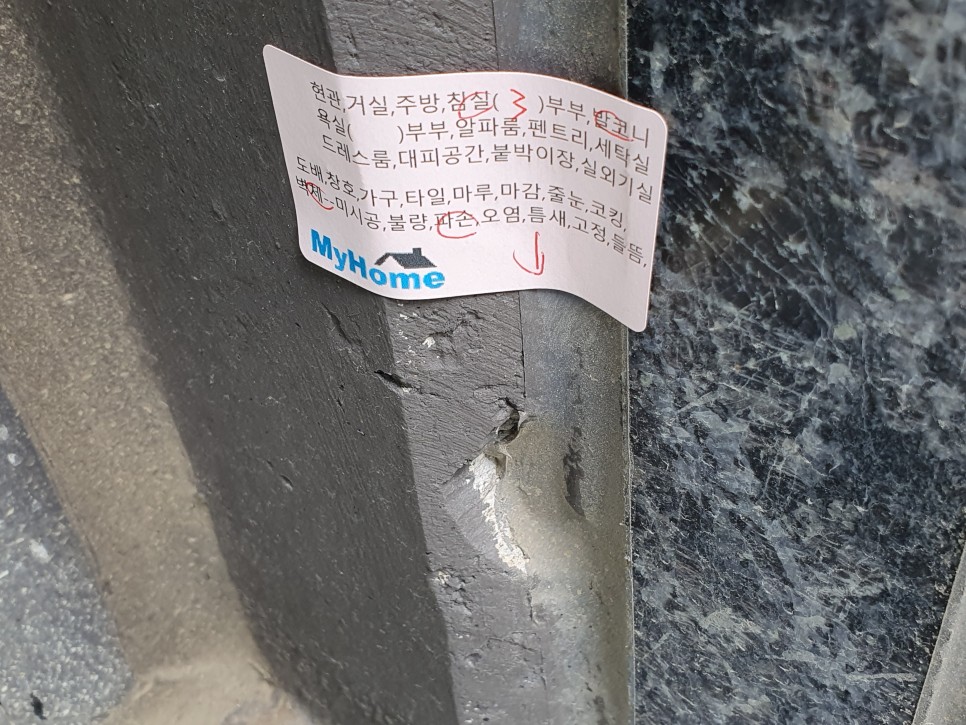 현관,거실,주방,침실( 3 )부부,발코니
욕실( )부부,알파룸,펜트리,세탁실
드레스룸,대피공간,붙박이장,실외기실
도배,창호,가구,타일,마루,마감,줄눈,코킹,
벽체--미시공,불량,파손,오염,틈새,고정,들뜸,
MyHome